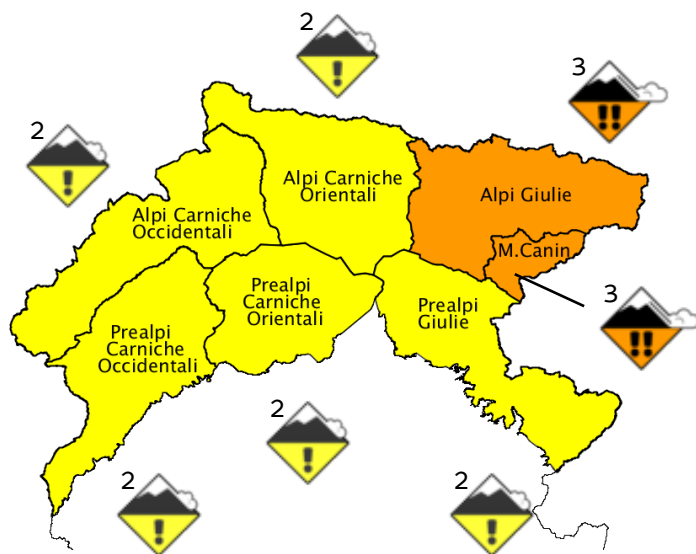 2
3
2
Alpi Carniche
Orientali
Alpi Giulie
Alpi Carniche
Occidentali
M.Canin
Prealpi
Carniche
Orientali
Prealpi
Giulie
3
Prealpi
Carniche
Occidentali
2
2
2